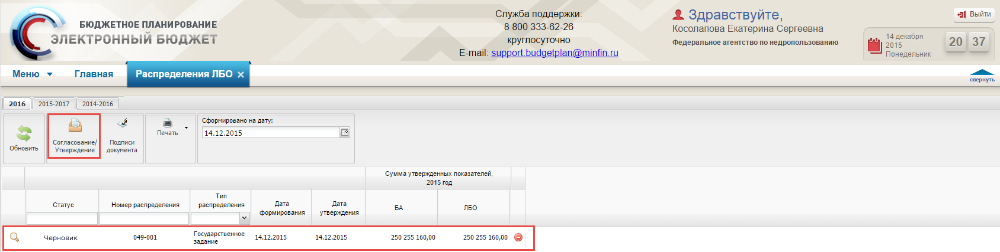 БЮДЖЕТНОЕ ПЛАНИРОВАНИЕ
ЭЛЕКТРОННЫЙ БЮДЖЕТ
Служба поддержки:
8 800 333-62-26
круглосуточно
E-mail: support.budgetplan@minfin.ru
Здравствуйте,
Косолапова Екатерина Сергеевна
Федеральное агентство по недропользованию
Выйти
14 декабря
2015
Понедельник
20 37
Меню Главная Распределения ЛБО
свернуть
2016 2015-2017 2014-2016
Обновить
Согласование/
Утверждение
Подписи
документа
Печать
Сформировано на дату:
14.12.2015
Сумма утвержденных показателей,
2015 год
Статус
Номер распределения
Тип
распределения
Дата
формирования
Дата
утверждения
БА
ЛБО
Черновик
049-001
Государственное
задание
14.12.2015
14.12.2015
250 255 160,00
250 255 160,00